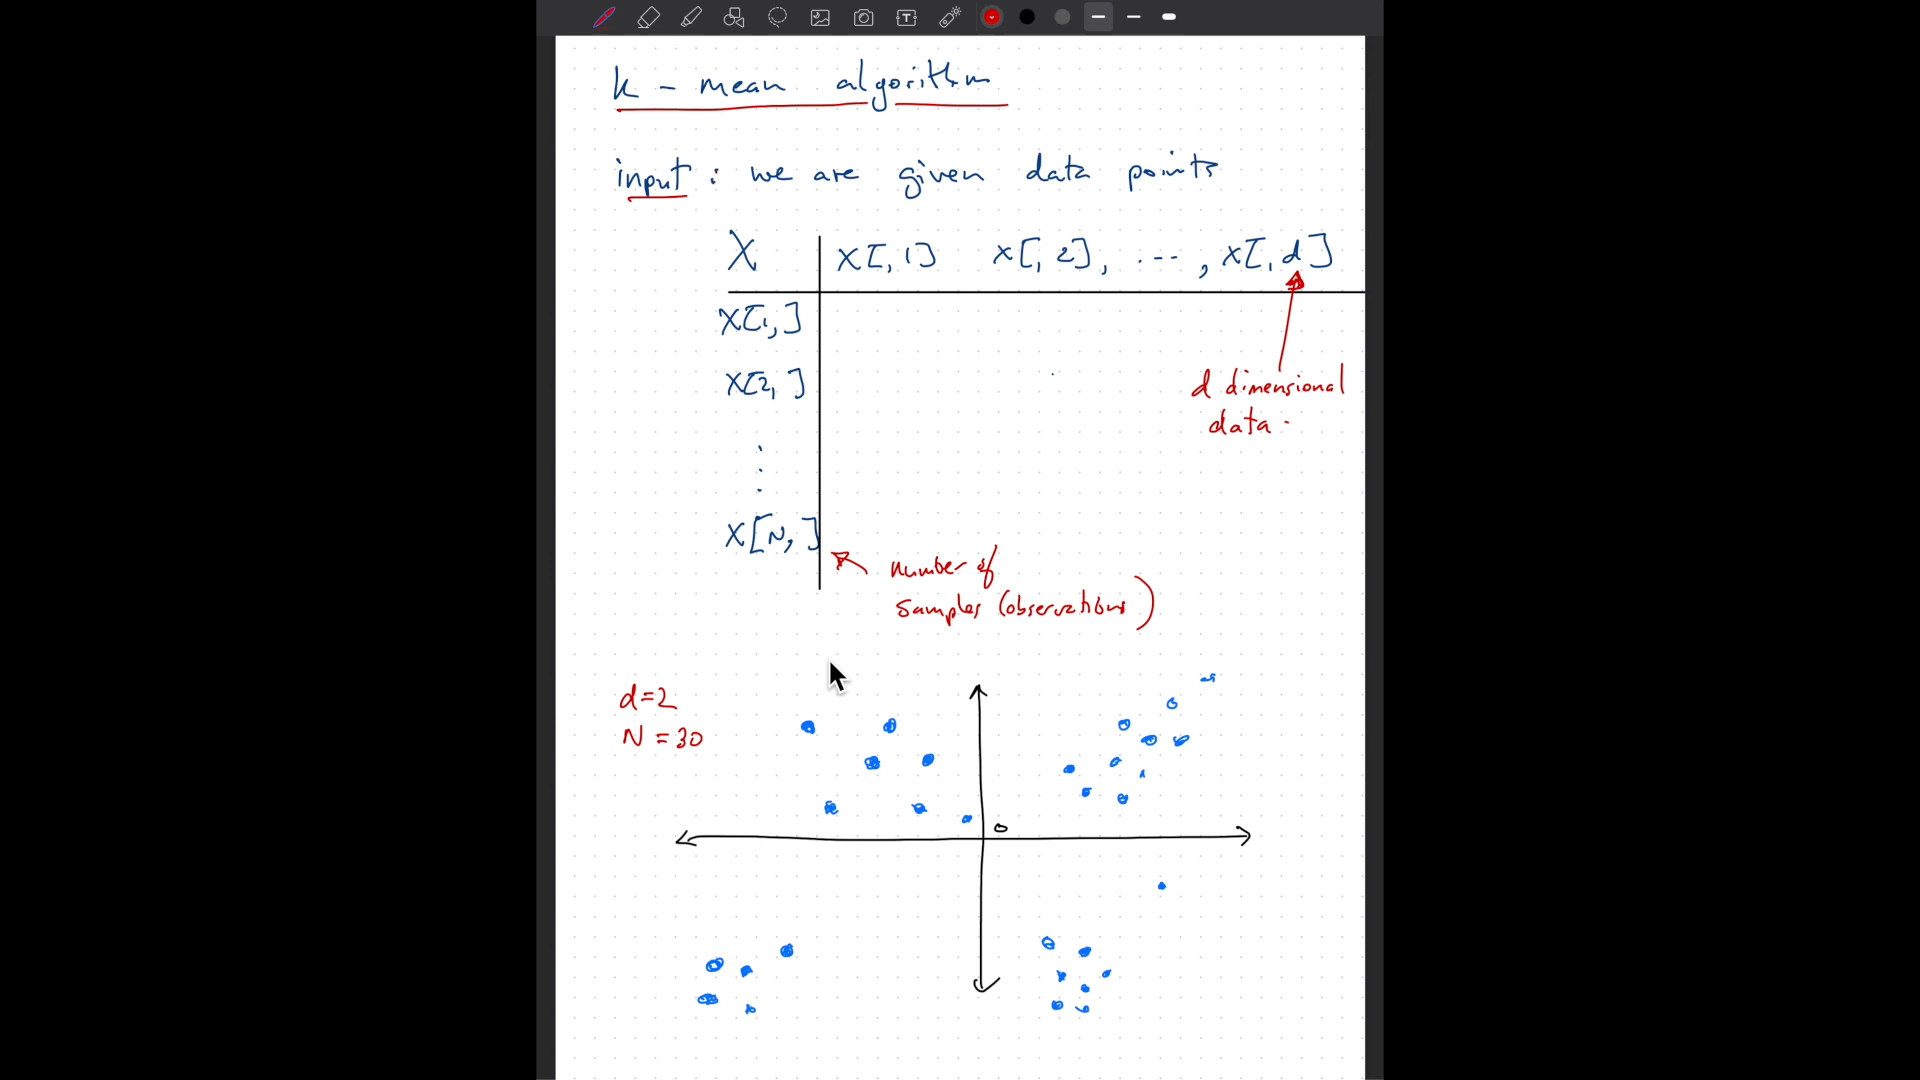 k - mean algorithm
input : we are given data points
X x[,1] x[, 2], ... , x[, d]
X[1, ]
X[2, ]
d dimensional
data .
⋮
X[N, ]
number of
samples (observations)
d=2
N = 30
0